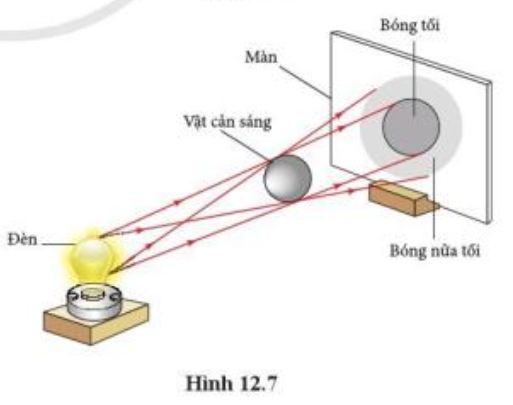 Bóng tối
Màn
Vật cản sáng
Đèn
Bóng nửa tối
Hình 12.7